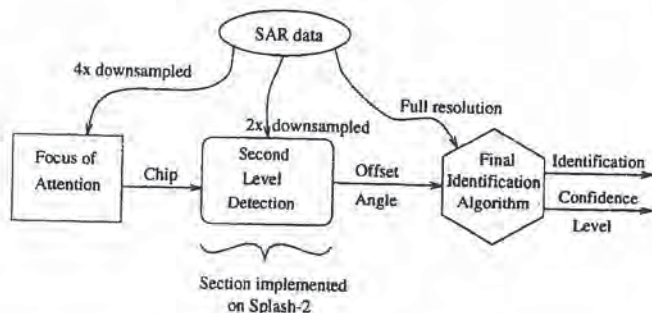 SAR data
4x downsampled
2x downsampled
Full resolution
Focus of
Attention
Chip
Second
Level
Detection
Offset
Angle
Final
Identification
Algorithm
Identification
Confidence
Level
Section implemented
on Splash-2